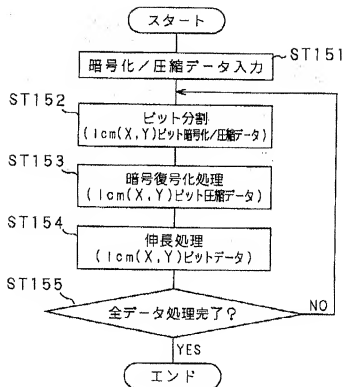 スタート
ST151
暗号化/圧縮データ入力
ST152
ビット分割
(lcm(X,Y)ビット暗号化/圧縮データ)
ST153
暗号復号化処理
(lcm(X,Y)ビット圧縮データ)
ST154
伸長処理
(lcm(X,Y)ビットデータ)
ST155
全データ処理完了?
NO
YES
エンド